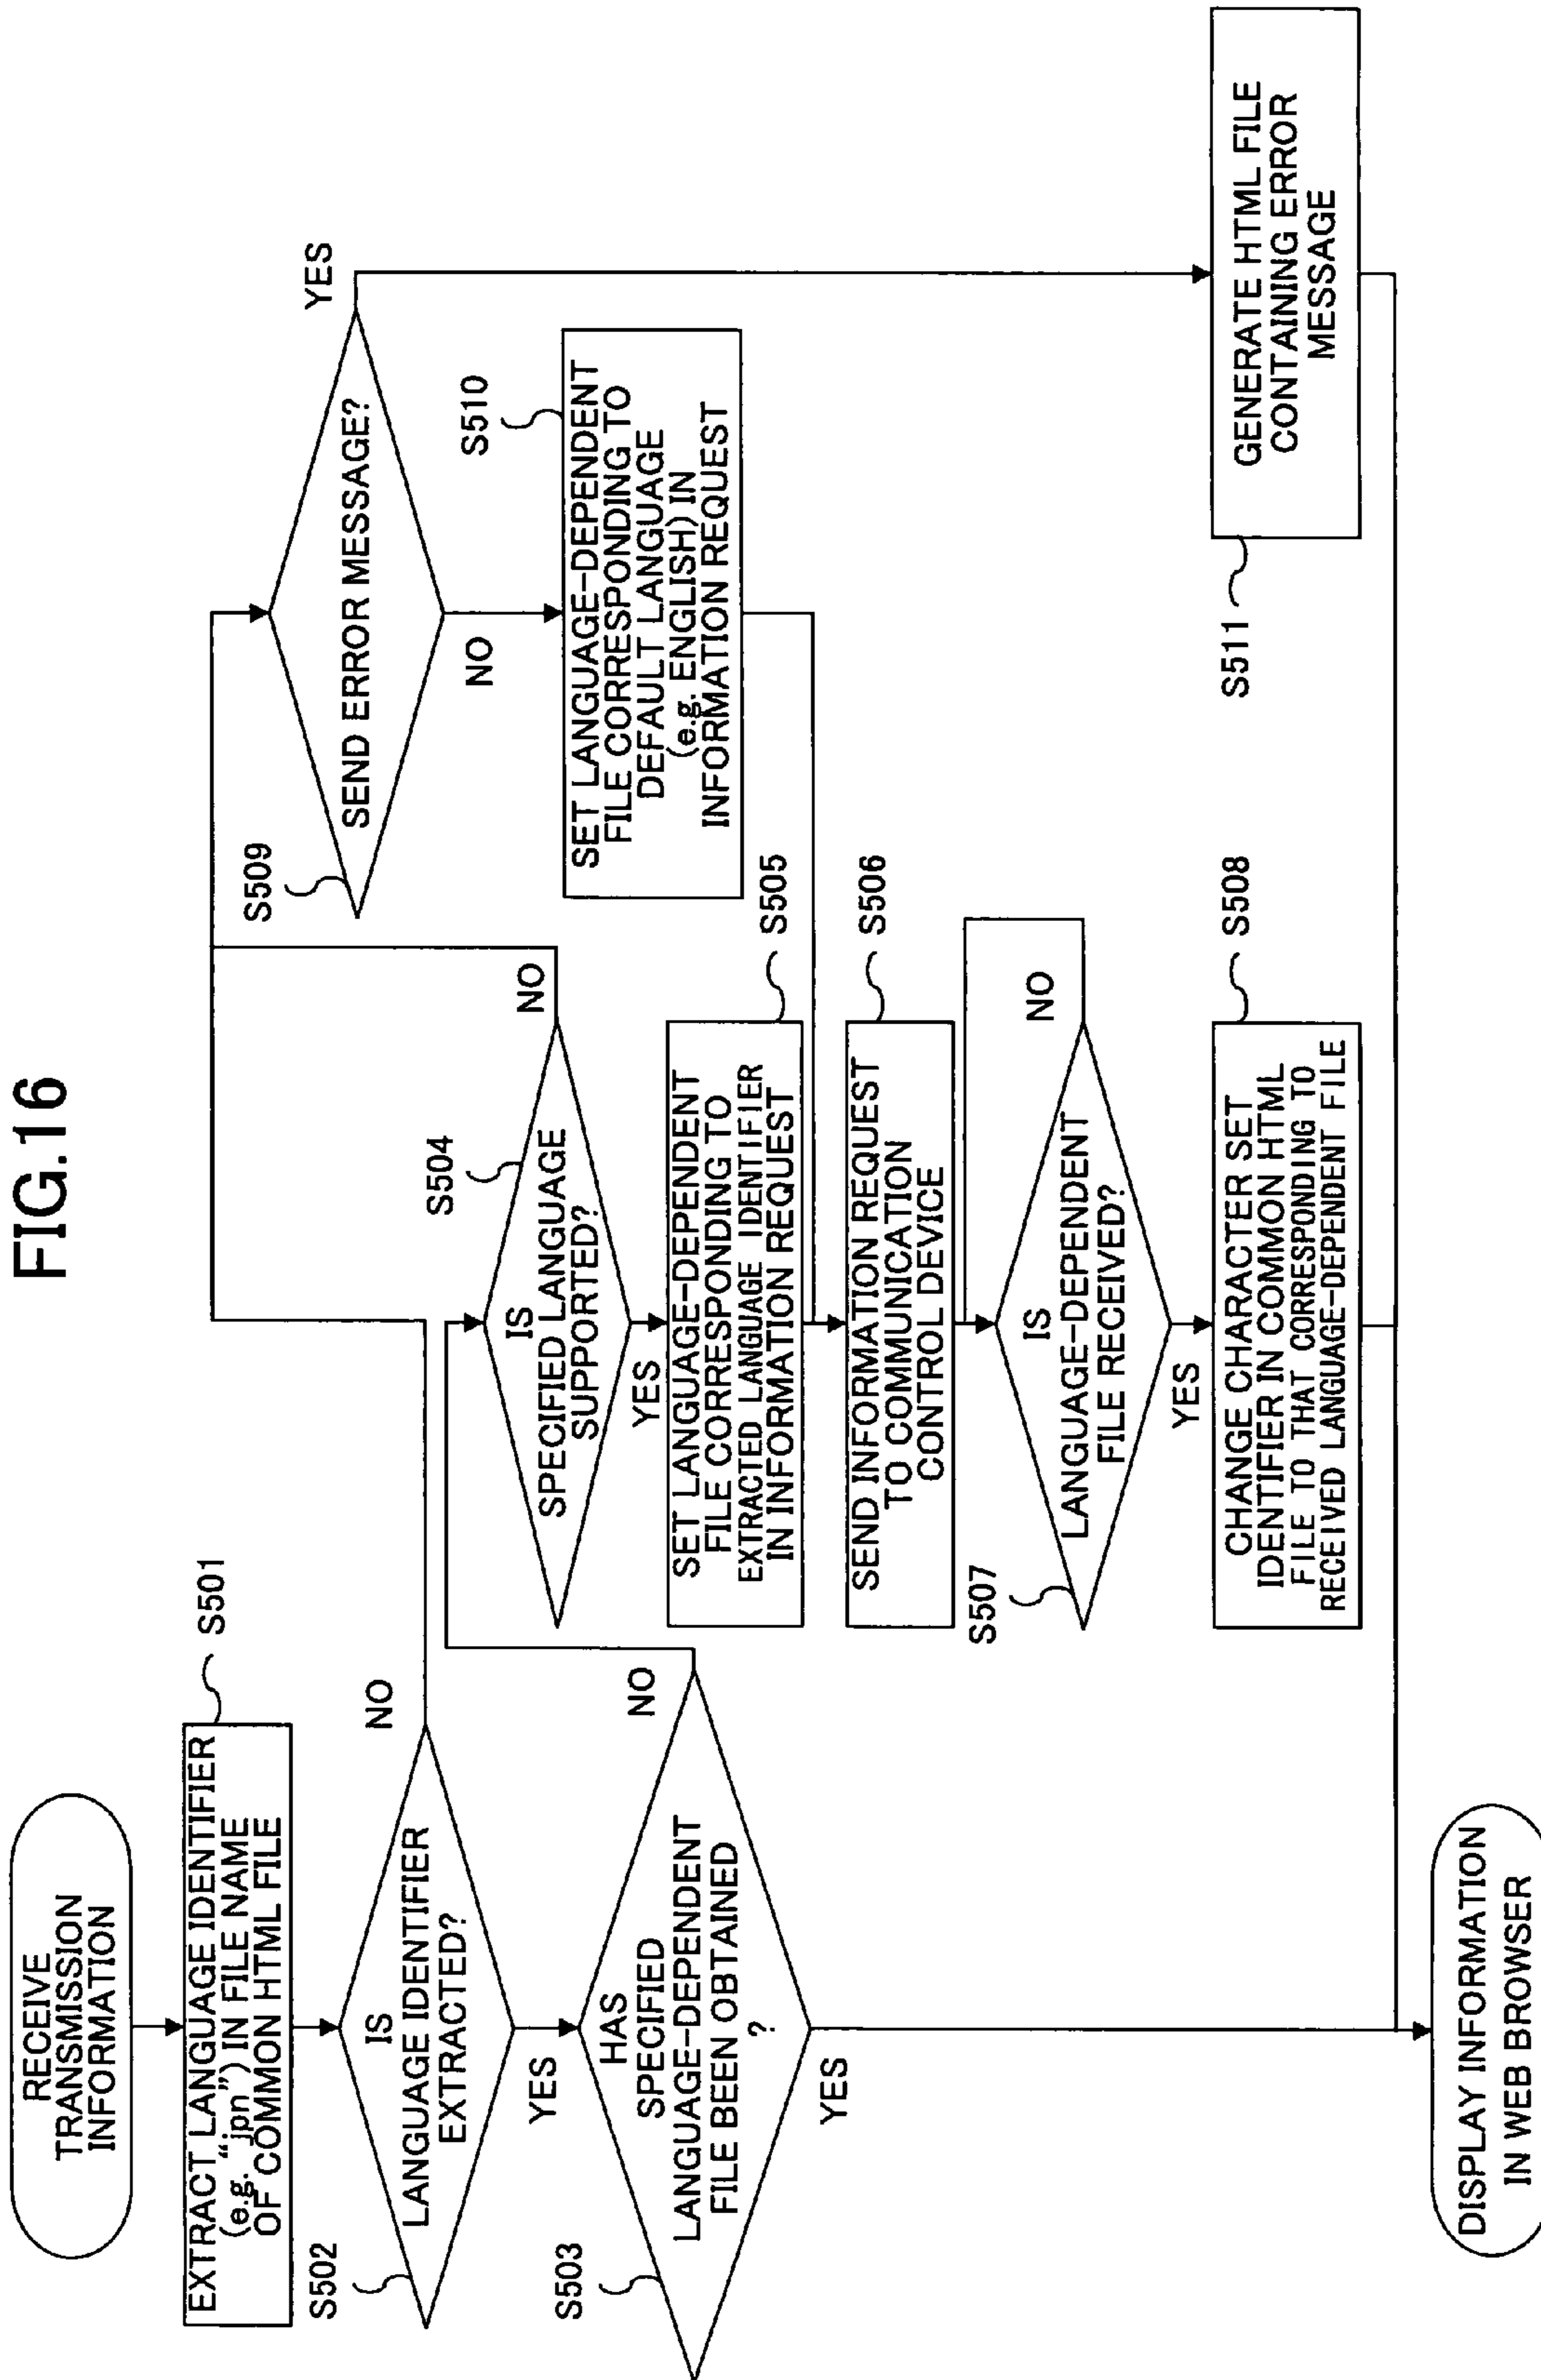 FIG.16
RECEIVE
TRANSMISSION
INFORMATION
S501
EXTRACT LANGUAGE IDENTIFIER
(e.g. "jpn") IN FILE NAME
OF COMMON HTML FILE
S502
IS
LANGUAGE IDENTIFIER
EXTRACTED?
NO
YES
S503
HAS
SPECIFIED
LANGUAGE-DEPENDENT
FILE BEEN OBTAINED
?
NO
YES
S504
IS
SPECIFIED LANGUAGE
SUPPORTED?
NO
YES
S505
SET LANGUAGE-DEPENDENT
FILE CORRESPONDING TO
EXTRACTED LANGUAGE IDENTIFIER
IN INFORMATION REQUEST
S506
SEND INFORMATION REQUEST
TO COMMUNICATION
CONTROL DEVICE
S507
IS
LANGUAGE-DEPENDENT
FILE RECEIVED?
NO
YES
S508
CHANGE CHARACTER SET
IDENTIFIER IN COMMON HTML
FILE TO THAT CORRESPONDING TO
RECEIVED LANGUAGE-DEPENDENT FILE
S509
SEND ERROR MESSAGE?
YES
NO
S510
SET LANGUAGE-DEPENDENT
FILE CORRESPONDING TO
DEFAULT LANGUAGE
(e.g. ENGLISH) IN
INFORMATION REQUEST
S511
GENERATE HTML FILE
CONTAINING ERROR
MESSAGE
DISPLAY INFORMATION
IN WEB BROWSER